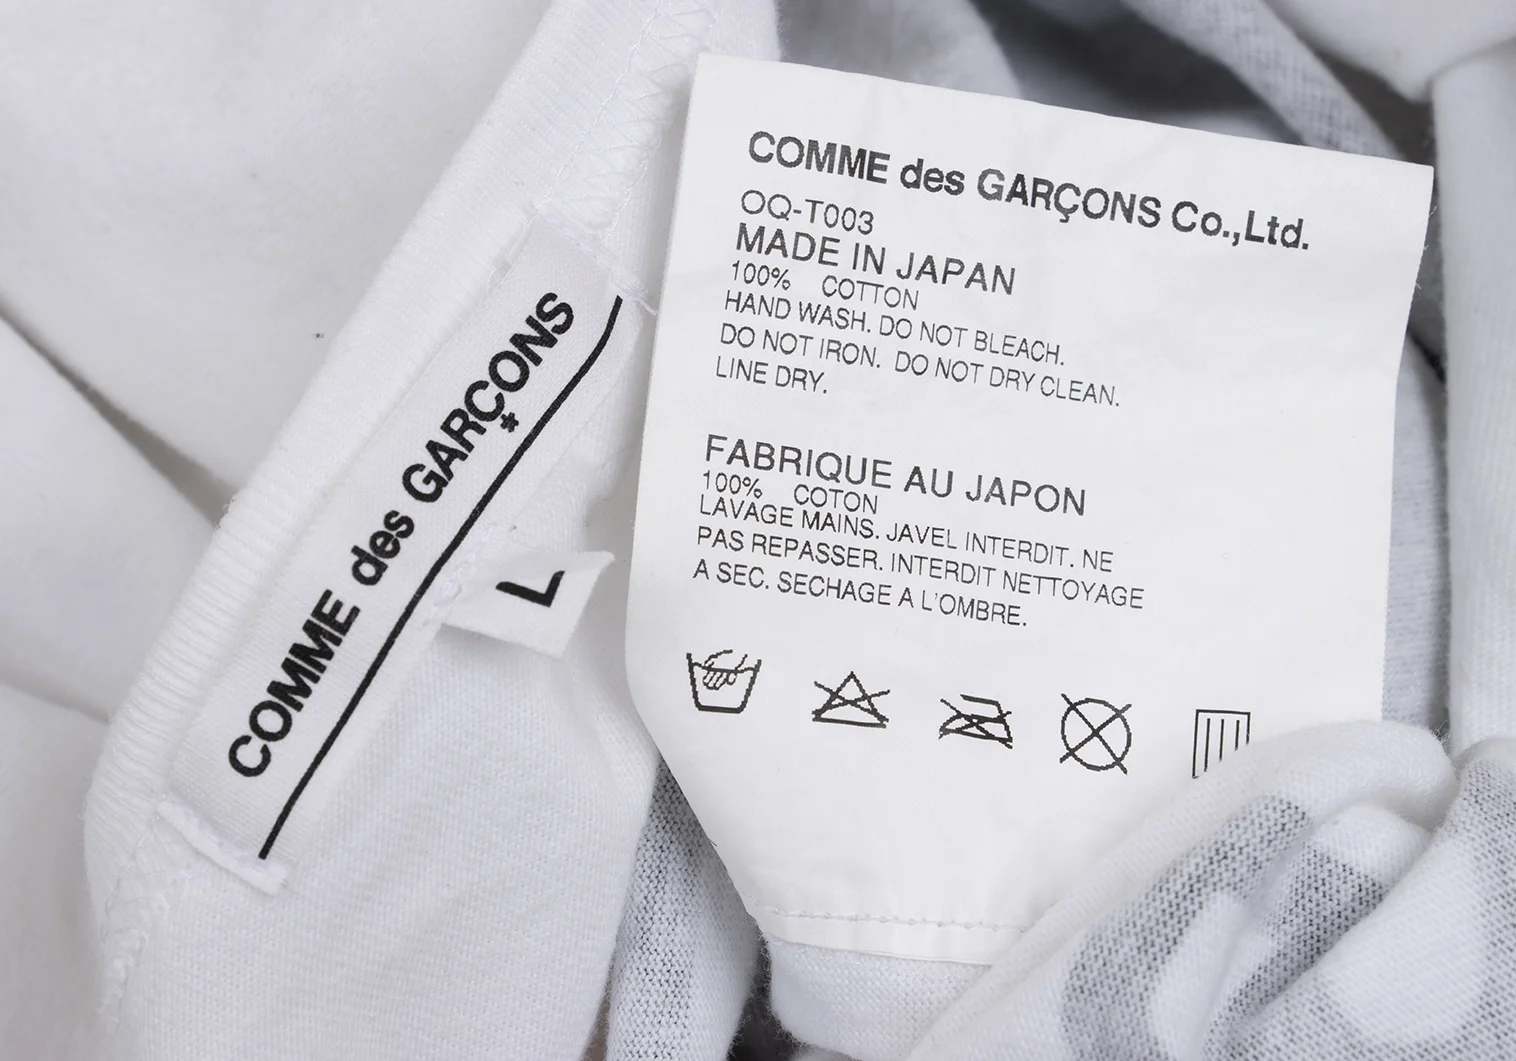 COMME des GARÇONS
L
COMME des GARÇONS Co.,Ltd.
OQ-T003
MADE IN JAPAN
100% COTTON
HAND WASH. DO NOT BLEACH.
DO NOT IRON. DO NOT DRY CLEAN.
LINE DRY.
FABRIQUE AU JAPON
100% COTON
LAVAGE MAINS. JAVEL INTERDIT. NE
PAS REPASSER. INTERDIT NETTOYAGE
A SEC. SECHAGE A L'OMBRE.